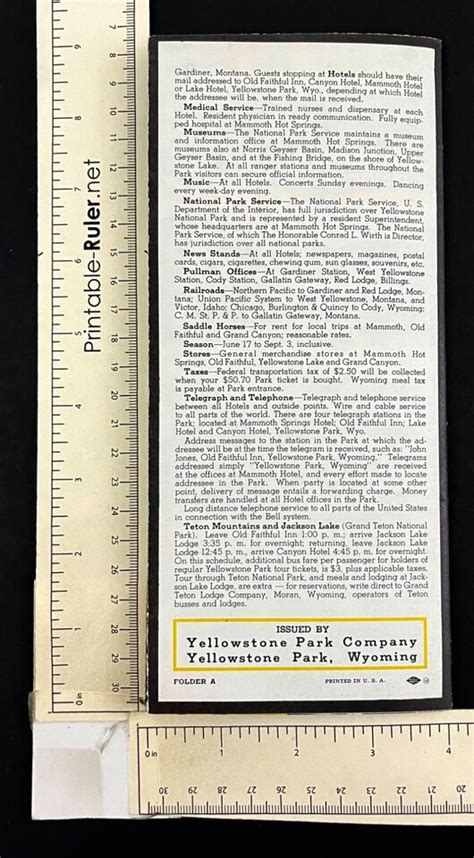 Gardiner, Montana. Guests stopping at Hotels should have their
mail addressed to Old Faithful Inn, Canyon Hotel, Mammoth Hotel
or Lake Hotel, Yellowstone Park, Wyo., depending at which Hotel
the addressee will be, when the mail is received.
Medical Service—Trained nurses and dispensary at each
Hotel. Resident physician in ready communication. Fully equip-
ped hospital at Mammoth Hot Springs.
Museums—The National Park Service maintains a museum
and information office at Mammoth Hot Springs. There are
museums also at Norris Geyser Basin, Madison Junction, Upper
Geyser Basin, and at the Fishing Bridge, on the shore of Yellow-
stone Lake. At all ranger stations and museums throughout the
Park visitors can secure official information.
Music—At all Hotels. Concerts Sunday evenings. Dancing
every week-day evening.
National Park Service—The National Park Service, U. S.
Department of the Interior, has full jurisdiction over Yellowstone
National Park and is represented by a resident Superintendent,
whose headquarters are at Mammoth Hot Springs. The National
Park Service, of which The Honorable Conrad L. Wirth is Director,
has jurisdiction over all national parks.
News Stands—At all Hotels; newspapers, magazines, postal
cards, cigars, cigarettes, chewing gum, sun glasses, souvenirs, etc.
Pullman Offices—At Gardiner Station, West Yellowstone
Station, Cody Station, Gallatin Gateway, Red Lodge, Billings.
Railroads—Northern Pacific to Gardiner and Red Lodge, Mon-
tana; Union Pacific System to West Yellowstone, Montana, and
Victor, Idaho; Chicago, Burlington & Quincy to Cody, Wyoming;
C. M. St. P. & P. to Gallatin Gateway, Montana.
Saddle Horses—For rent for local trips at Mammoth, Old
Faithful and Grand Canyon; reasonable rates.
Season—June 17 to Sept. 3, inclusive.
Stores—General merchandise stores at Mammoth Hot
Springs, Old Faithful, Yellowstone Lake and Grand Canyon.
Taxes—Federal transportation tax of $2.50 will be collected
when your $50.70 Park ticket is bought. Wyoming meal tax
is payable at Park entrance.
Telegraph and Telephone—Telegraph and telephone service
between all Hotels and outside points. Wire and cable service
to all parts of the world. There are four telegraph stations in the
Park; located at Mammoth Springs Hotel; Old Faithful Inn; Lake
Hotel and Canyon Hotel, Yellowstone Park, Wyo.
Address messages to the station in the Park at which the ad-
dressee will be at the time the telegram is received, such as: "John
Jones, Old Faithful Inn, Yellowstone Park, Wyoming." Telegrams
addressed simply "Yellowstone Park, Wyoming" are received
at the offices at Mammoth Hotel, and every effort made to locate
addressee in the Park. When party is located at some other
point, delivery of message entails a forwarding charge. Money
transfers are handled at all Hotel offices in the Park.
Long distance telephone service to all parts of the United States
in connection with the Bell system.
Teton Mountains and Jackson Lake (Grand Teton National
Park). Leave Old Faithful Inn 1:00 p. m.; arrive Jackson Lake
Lodge 3:35 p. m. for overnight; returning, leave Jackson Lake
Lodge 12:45 p. m., arrive Canyon Hotel 4:45 p. m. for overnight.
On this schedule, additional bus fare per passenger for holders of
regular Yellowstone Park tour tickets, is $3, plus applicable taxes.
Tour through Teton National Park, and meals and lodging at Jack-
son Lake Lodge, are extra — for reservations, write direct to Grand
Teton Lodge Company, Moran, Wyoming, operators of Teton
busses and lodges.
ISSUED BY
Yellowstone Park Company
Yellowstone Park, Wyoming
FOLDER A PRINTED IN U. S. A.
Printable-Ruler.net
0 in 1 2 3 4
30 29 28 27 26 25 24 23 22 21 20